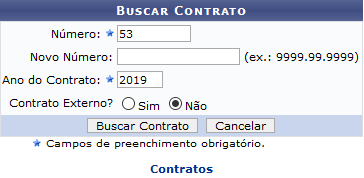 Buscar Contrato
Número: 53
Novo Número: (ex.: 9999.99.9999)
Ano do Contrato: 2019
Contrato Externo? Sim Não
Buscar Contrato Cancelar
Campos de preenchimento obrigatório.
Contratos